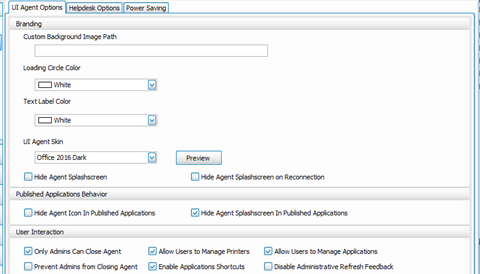 UI Agent Options Helpdesk Options Power Saving
Branding
Custom Background Image Path
Loading Circle Color
White
Text Label Color
White
UI Agent Skin
Office 2016 Dark Preview
Hide Agent Splashscreen Hide Agent Splashscreen on Reconnection
Published Applications Behavior
Hide Agent Icon In Published Applications Hide Agent Splashscreen In Published Applications
User Interaction
Only Admins Can Close Agent Allow Users to Manage Printers Allow Users to Manage Applications
Prevent Admins from Closing Agent Enable Applications Shortcuts Disable Administrative Refresh Feedback